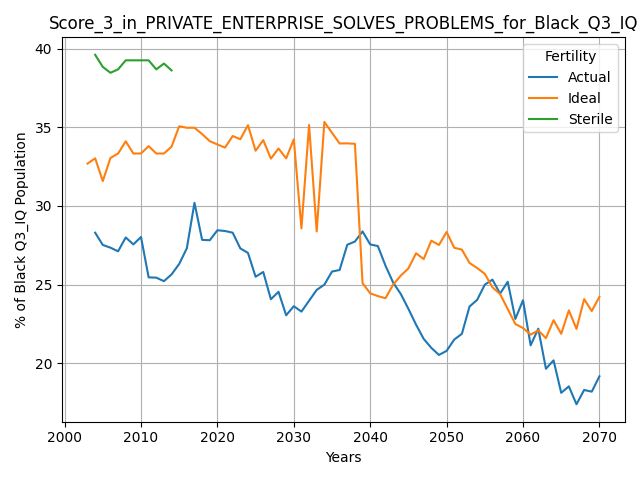 Score_3_in_PRIVATE_ENTERPRISE_SOLVES_PROBLEMS_for_Black_Q3_IQ
% of Black Q3_IQ Population
40
35
30
25
20
Fertility
Actual
Ideal
Sterile
2000 2010 2020 2030 2040 2050 2060 2070
Years